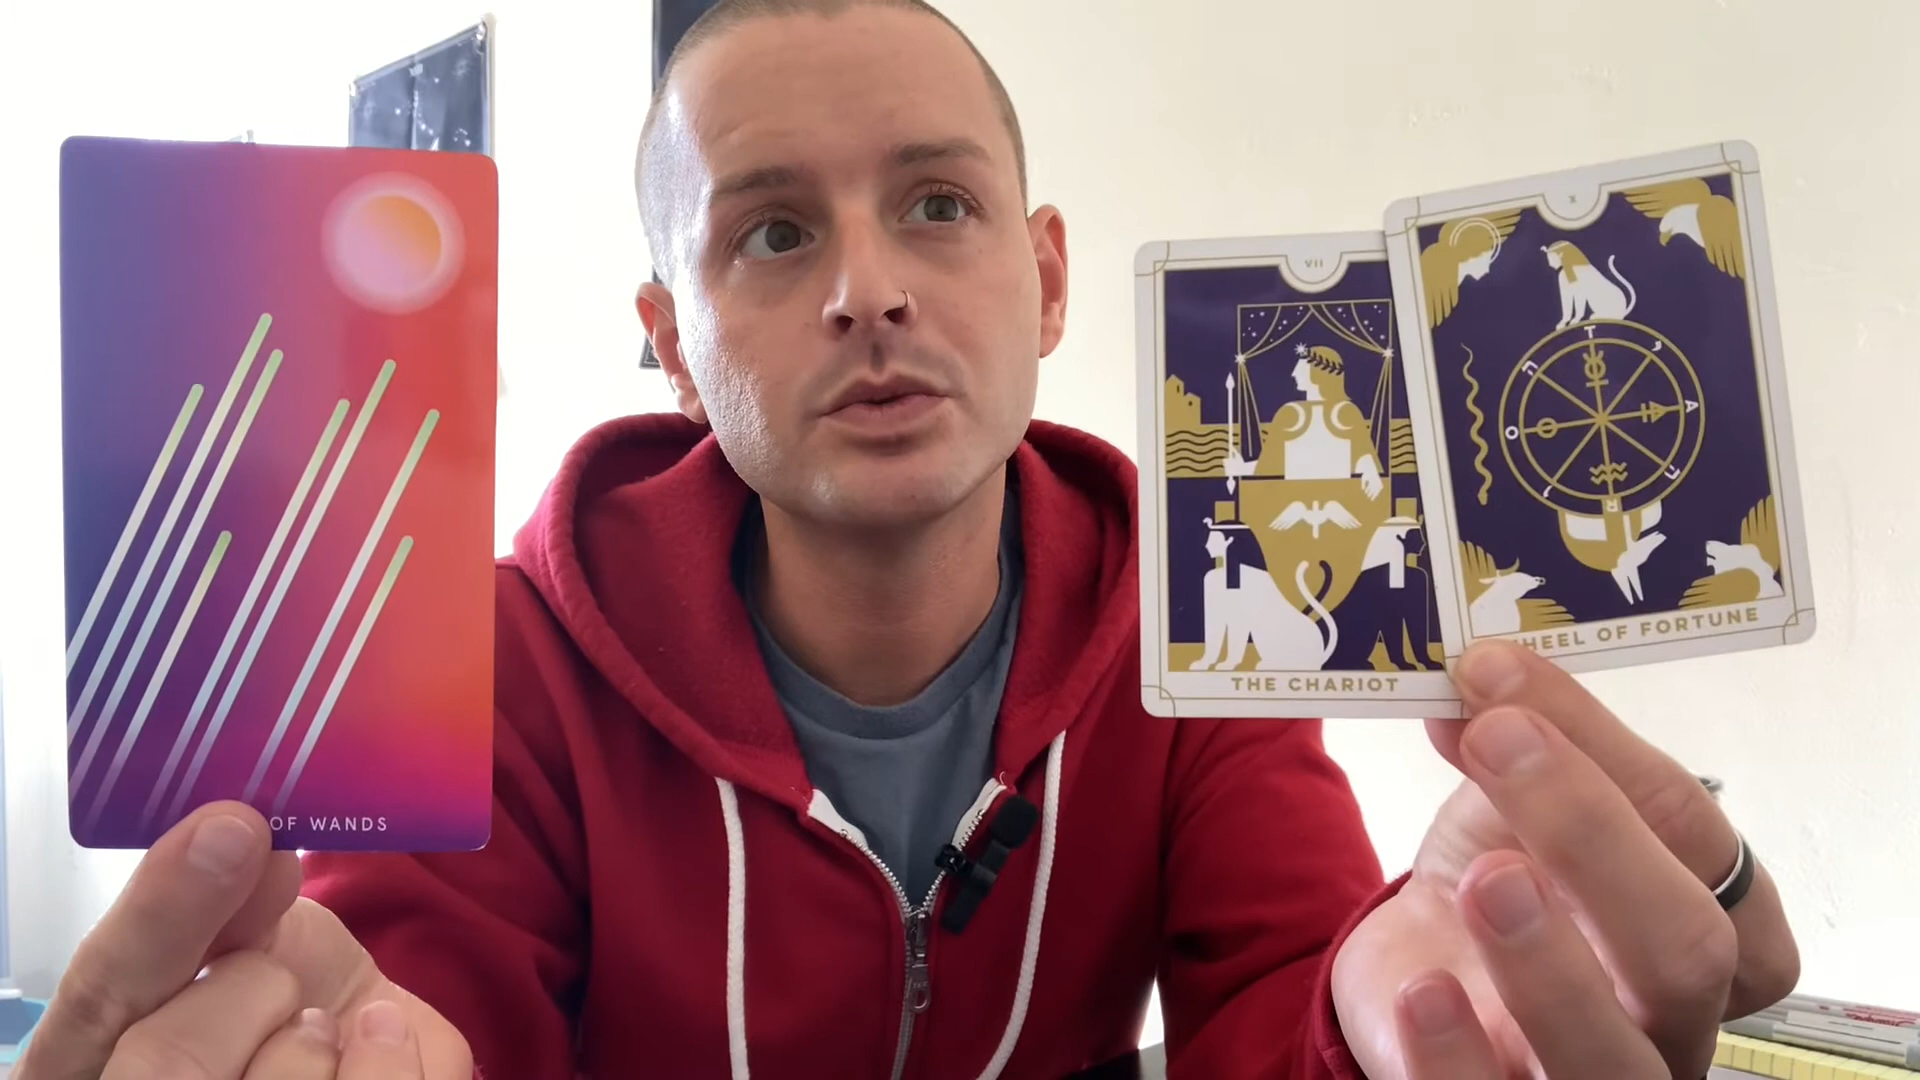 OF WANDS
VII
THE CHARIOT
X
T
A
R
O
HEEL OF FORTUNE